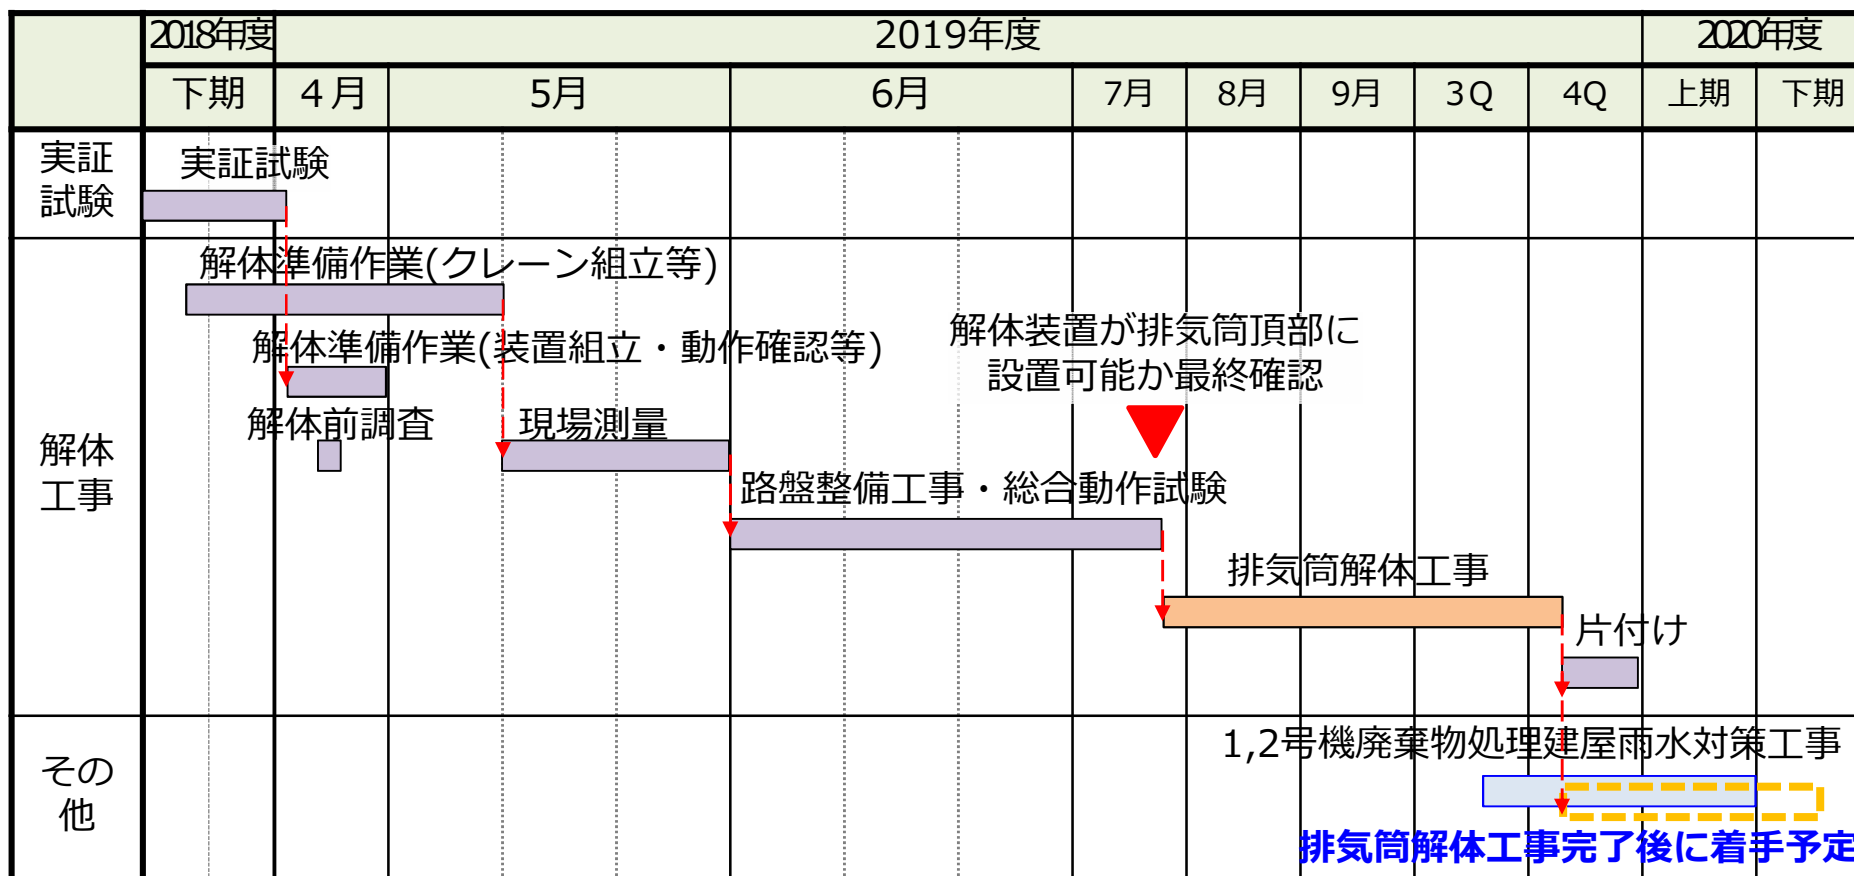 2018年度 2019年度 2020年度
下期 4月 5月 6月 7月 8月 9月 3Q 4Q 上期 下期
実証
試験
実証試験
解体準備作業(クレーン組立等)
解体準備作業(装置組立・動作確認等)
解体装置が排気筒頂部に
設置可能か最終確認
解体前調査
現場測量
解体
工事
路盤整備工事・総合動作試験
排気筒解体工事
片付け
その
他
1,2号機廃棄物処理建屋雨水対策工事
排気筒解体工事完了後に着手予定